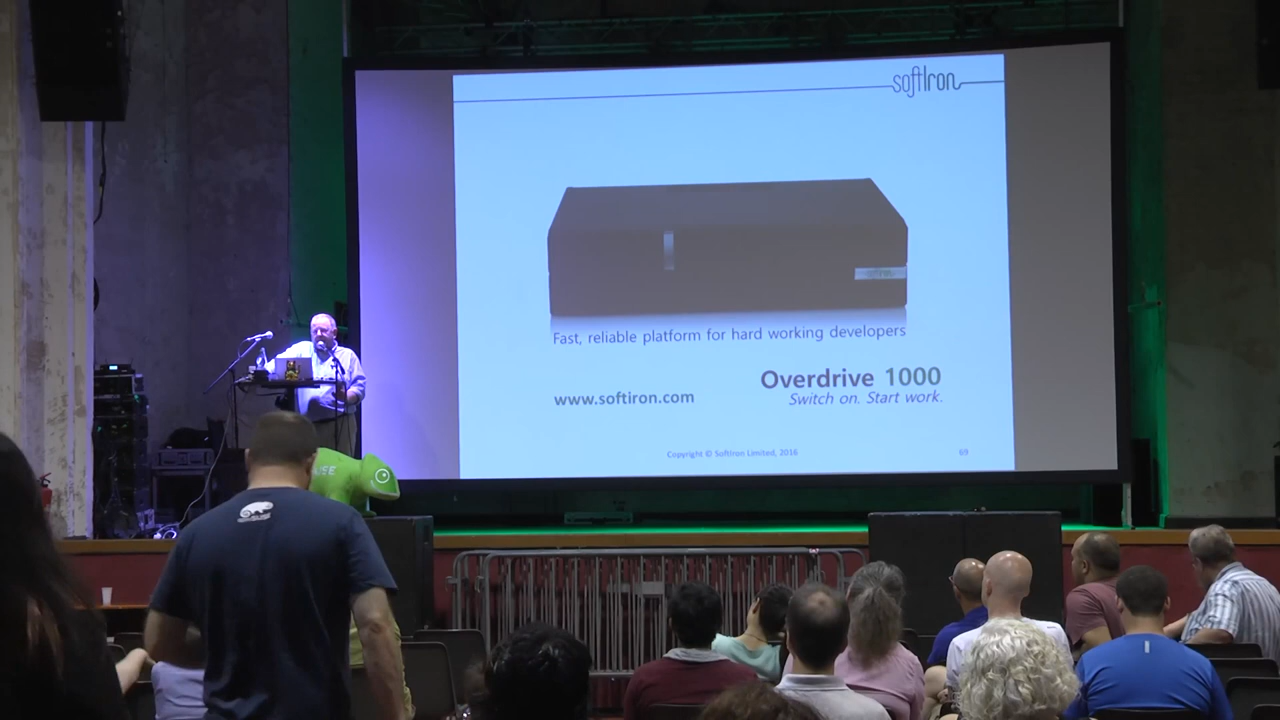 softIron
Fast, reliable platform for hard working developers
Overdrive 1000
www.softiron.com
Switch on. Start work.
Copyright © SoftIron Limited, 2016
69
USE